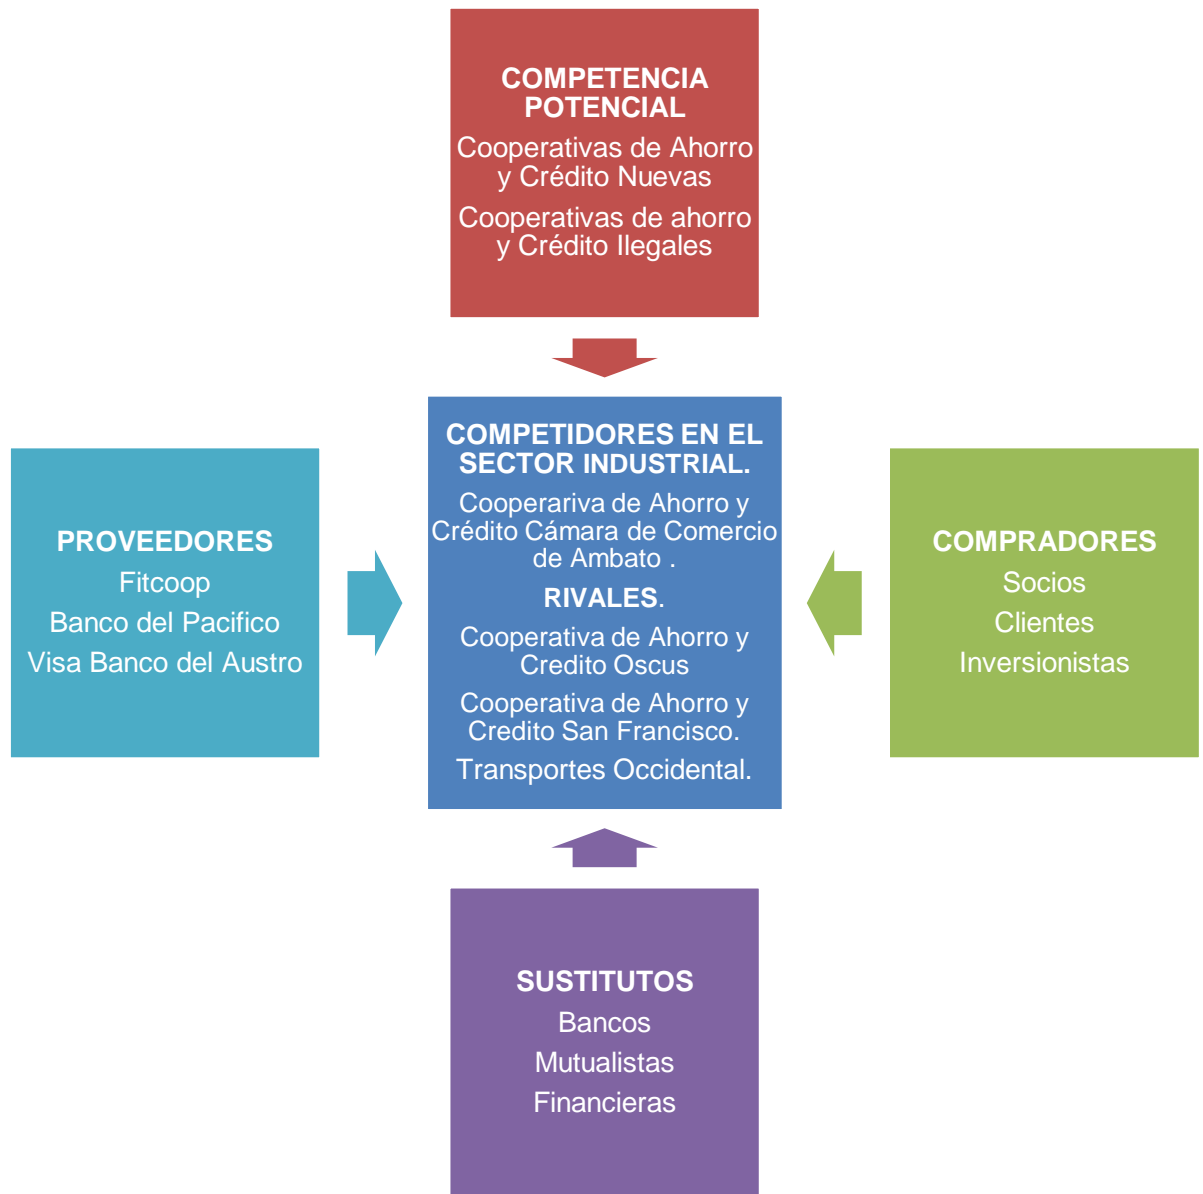 COMPETENCIA
POTENCIAL
Cooperativas de Ahorro
y Crédito Nuevas
Cooperativas de ahorro
y Crédito Ilegales
PROVEEDORES
Fitcoop
Banco del Pacifico
Visa Banco del Austro
COMPETIDORES EN EL
SECTOR INDUSTRIAL.
Cooperariva de Ahorro y
Crédito Cámara de Comercio
de Ambato .
RIVALES.
Cooperativa de Ahorro y
Credito Oscus
Cooperativa de Ahorro y
Credito San Francisco.
Transportes Occidental.
COMPRADORES
Socios
Clientes
Inversionistas
SUSTITUTOS
Bancos
Mutualistas
Financieras